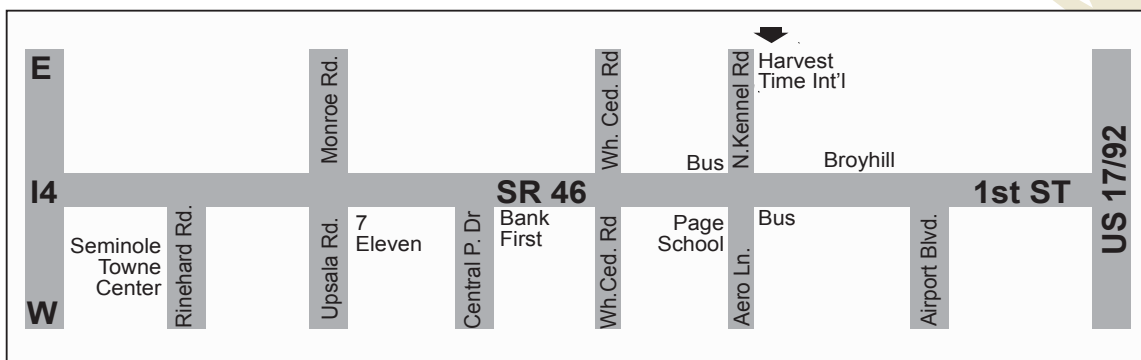 E
Monroe Rd.
Wh. Ced. Rd
N.Kennel Rd
Harvest
Time Int'l
Bus
Broyhill
I4
SR 46
1st ST
US 17/92
Seminole
Towne
Center
Rinehard Rd.
Upsala Rd.
7
Eleven
Central P. Dr
Bank
First
Wh.Ced. Rd
Page
School
Aero Ln.
Bus
Airport Blvd.
W